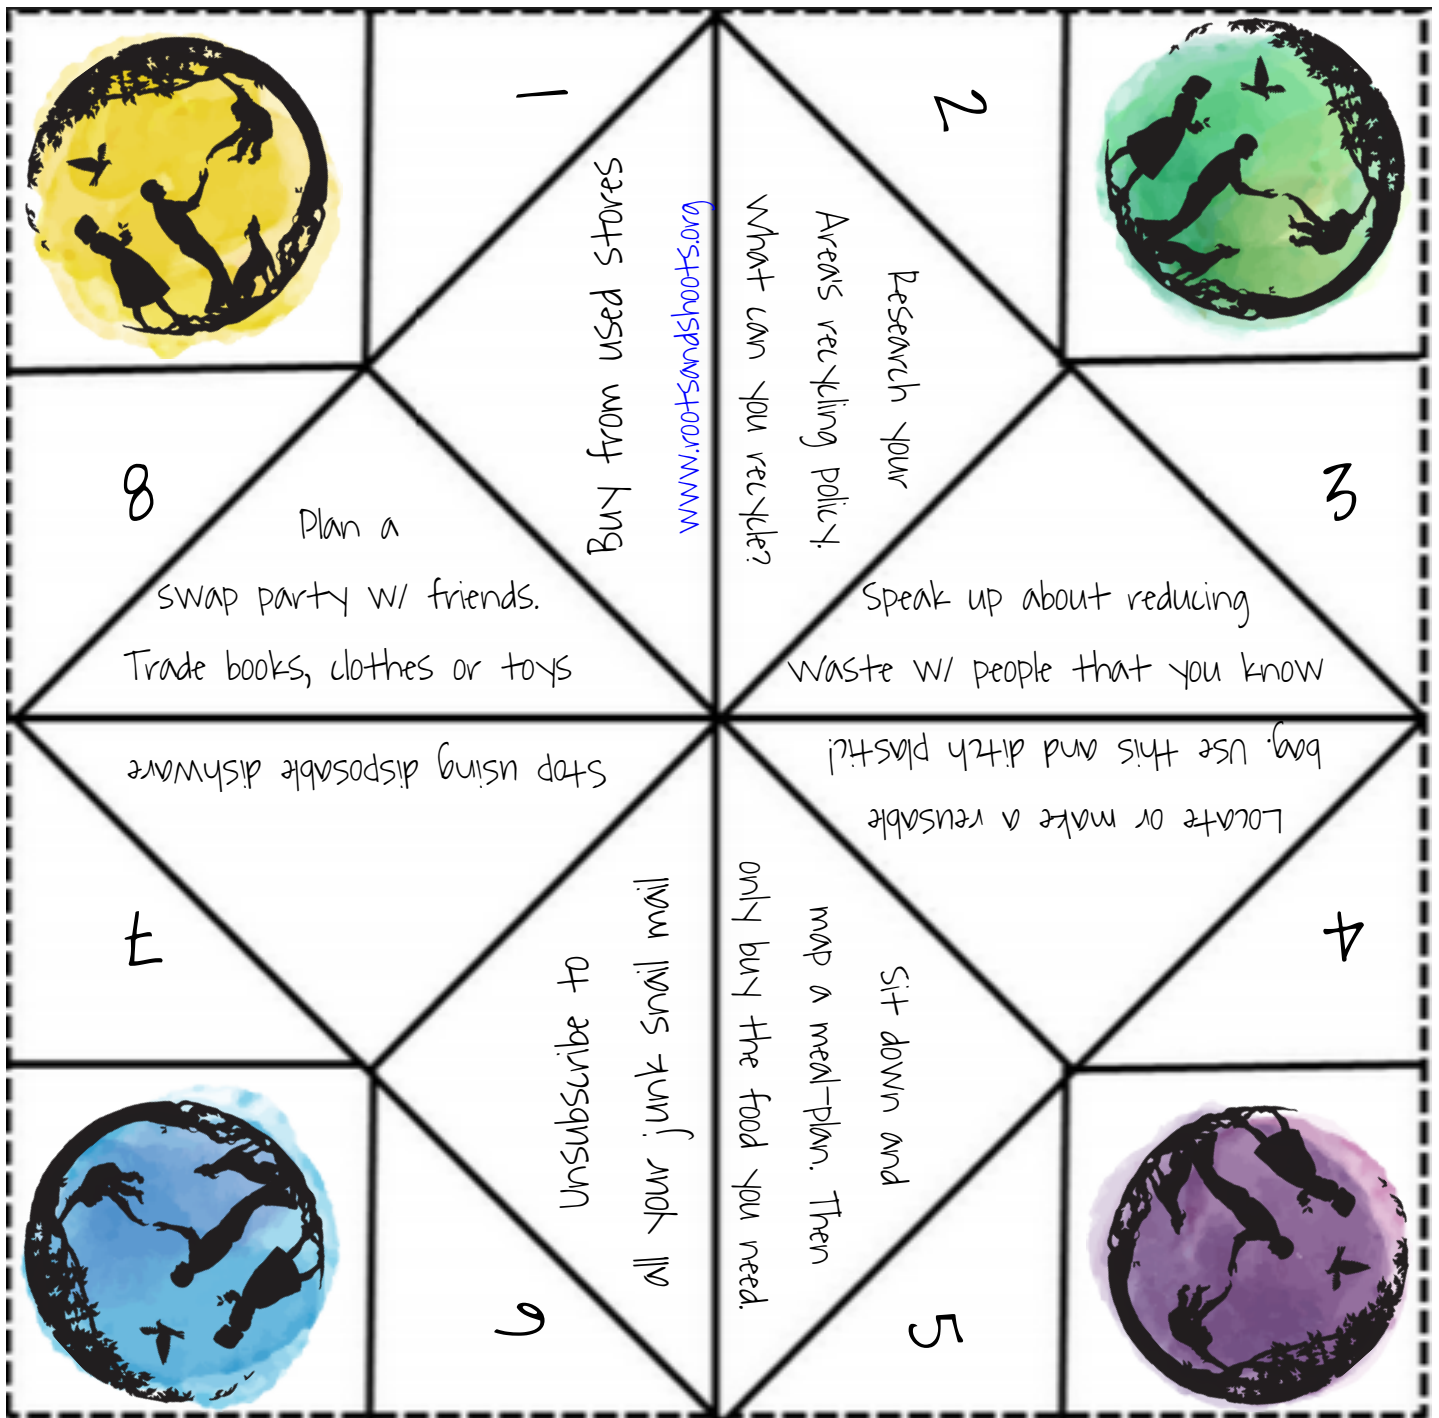 1
Buy from used stores
www.rootsandshoots.org
2
Research your
Area's recycling policy.
What can you recycle?
3
Speak up about reducing
Waste w/ people that you know
4
Locate or make a reusable
bag. Use this and ditch plastic!
5
Sit down and
map a meal-plan. Then
only buy the food you need.
6
Unsubscribe to
all your junk snail mail
7
Stop using disposable dishware
8
Plan a
swap party w/ friends.
Trade books, clothes or toys